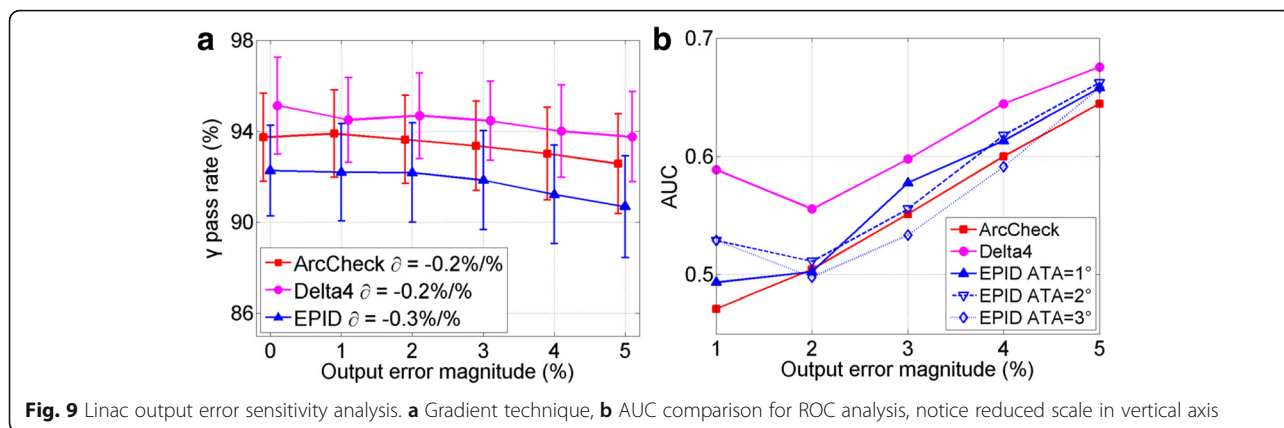 a
98
94
90
86
γ pass rate (%)
ArcCheck ∂ = -0.2%/%
Delta4 ∂ = -0.2%/%
EPID ∂ = -0.3%/%
0 1 2 3 4 5
Output error magnitude (%)
b
0.7
0.6
0.5
AUC
ArcCheck
Delta4
EPID ATA=1°
EPID ATA=2°
EPID ATA=3°
1 2 3 4 5
Output error magnitude (%)
Fig. 9 Linac output error sensitivity analysis. a Gradient technique, b AUC comparison for ROC analysis, notice reduced scale in vertical axis